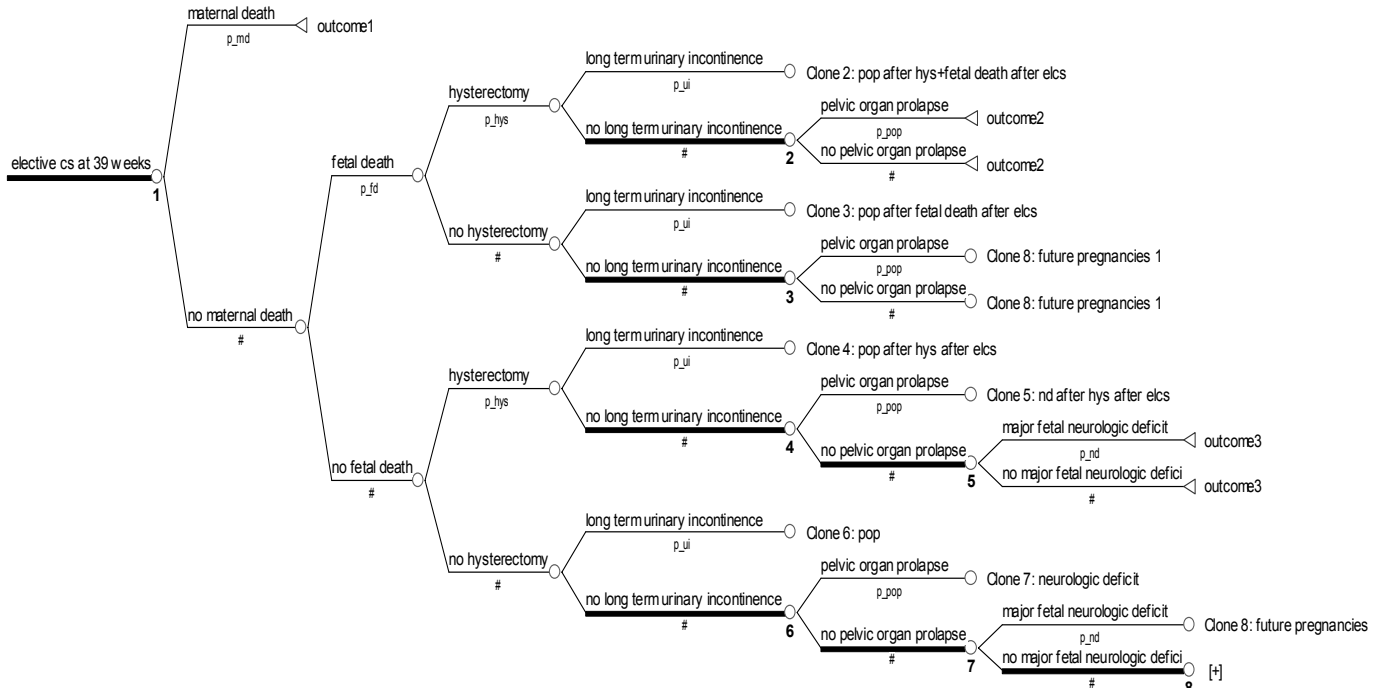 maternal death
p_md
outcome1
long term urinary incontinence
p_ui
Clone 2: pop after hys+fetal death after elcs
hysterectomy
p_hys
pelvic organ prolapse
p_pop
outcome2
no long term urinary incontinence
#
2
no pelvic organ prolapse
#
outcome2
elective cs at 39 weeks
1
fetal death
p_fd
long term urinary incontinence
p_ui
Clone 3: pop after fetal death after elcs
no hysterectomy
#
pelvic organ prolapse
p_pop
Clone 8: future pregnancies 1
no long term urinary incontinence
#
3
no pelvic organ prolapse
#
Clone 8: future pregnancies 1
no maternal death
#
long term urinary incontinence
p_ui
Clone 4: pop after hys after elcs
hysterectomy
p_hys
pelvic organ prolapse
p_pop
Clone 5: nd after hys after elcs
no long term urinary incontinence
#
4
major fetal neurologic deficit
p_nd
outcome3
no pelvic organ prolapse
#
5
no major fetal neurologic defici
#
outcome3
no fetal death
#
long term urinary incontinence
p_ui
Clone 6: pop
no hysterectomy
#
pelvic organ prolapse
p_pop
Clone 7: neurologic deficit
no long term urinary incontinence
#
6
major fetal neurologic deficit
p_nd
Clone 8: future pregnancies
no pelvic organ prolapse
#
7
no major fetal neurologic defici
#
8
[+]